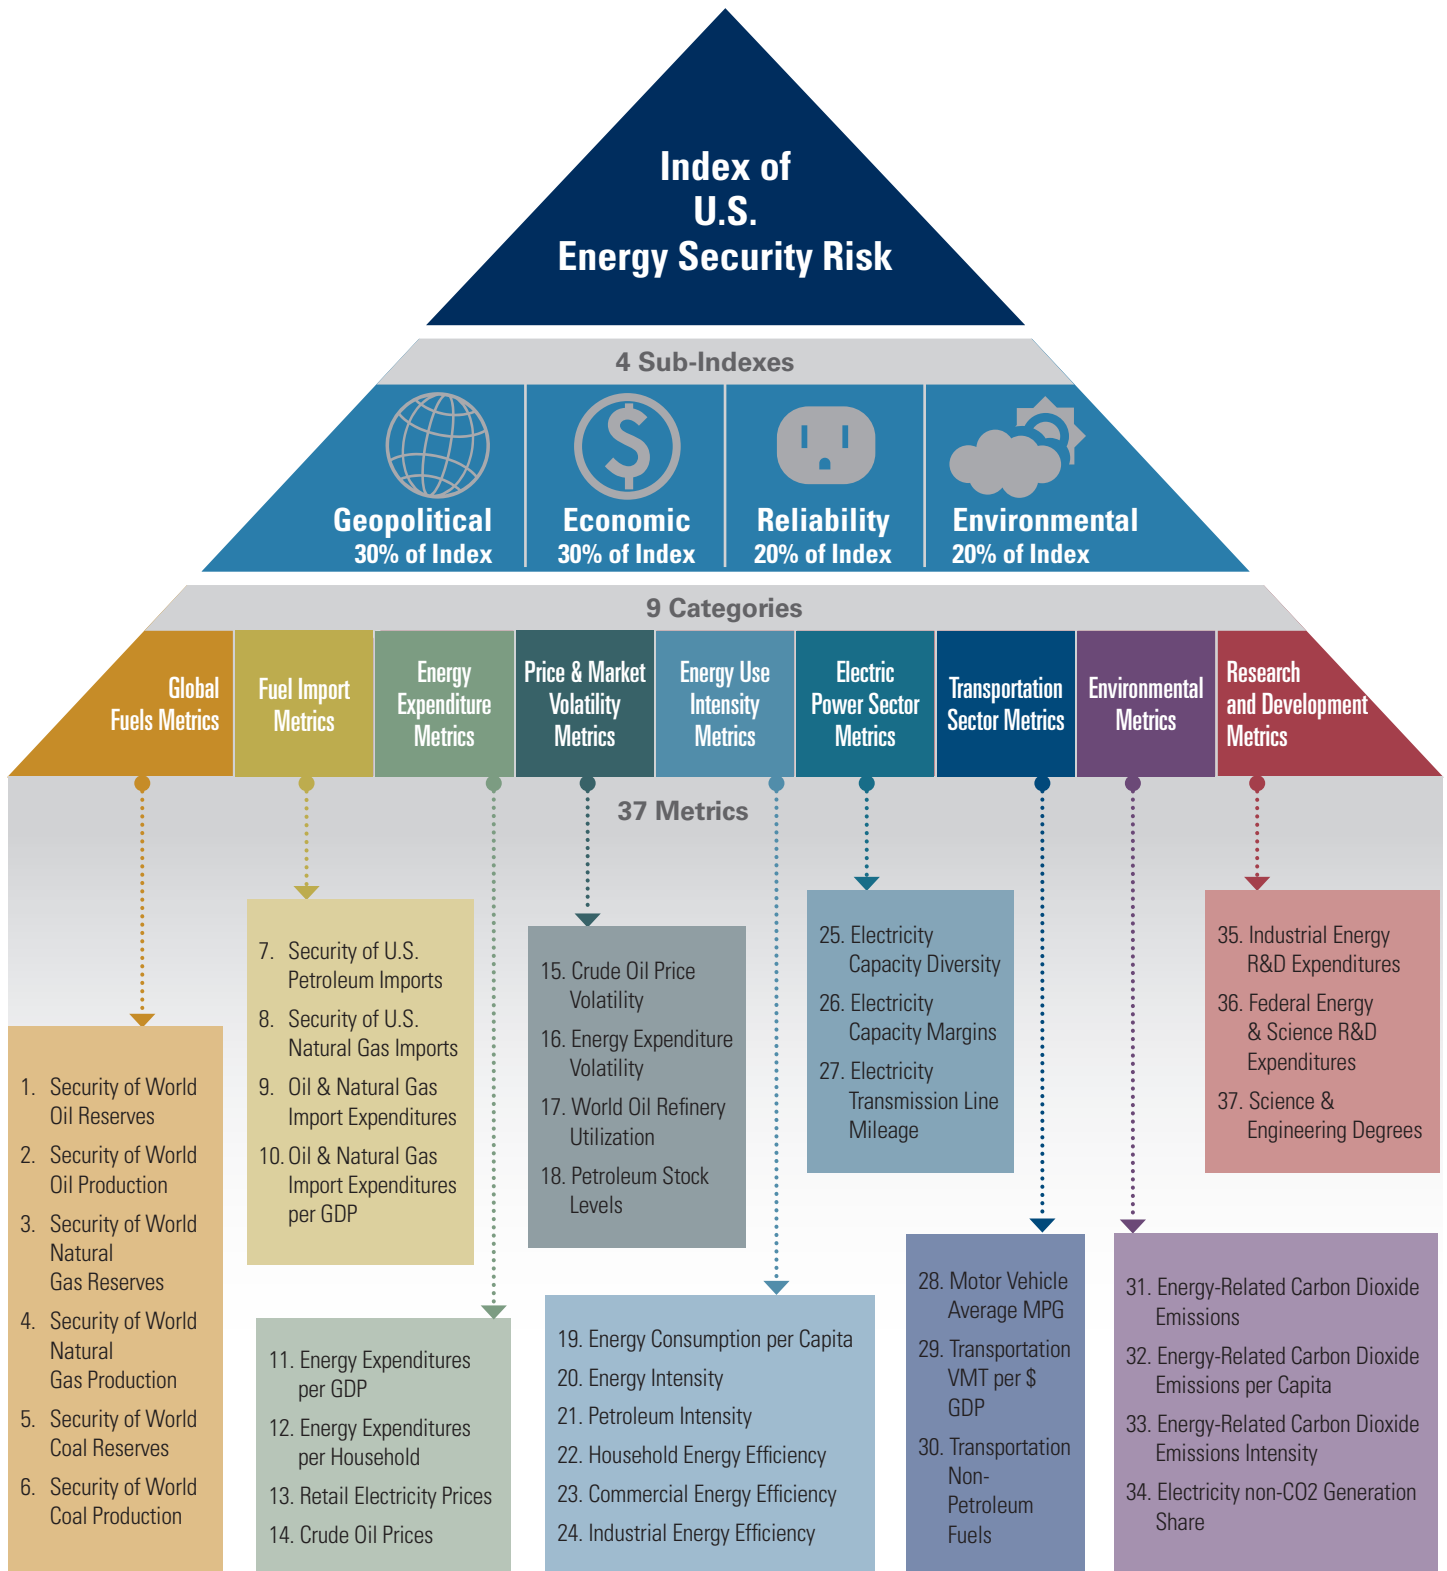 Index of
U.S.
Energy Security Risk
4 Sub-Indexes
Geopolitical
30% of Index
Economic
30% of Index
Reliability
20% of Index
Environmental
20% of Index
9 Categories
Global
Fuels Metrics
Fuel Import
Metrics
Energy
Expenditure
Metrics
Price & Market
Volatility
Metrics
Energy Use
Intensity
Metrics
Electric
Power Sector
Metrics
Transportation
Sector Metrics
Environmental
Metrics
Research
and Development
Metrics
37 Metrics
1. Security of World
Oil Reserves
2. Security of World
Oil Production
3. Security of World
Natural
Gas Reserves
4. Security of World
Natural
Gas Production
5. Security of World
Coal Reserves
6. Security of World
Coal Production
7. Security of U.S.
Petroleum Imports
8. Security of U.S.
Natural Gas Imports
9. Oil & Natural Gas
Import Expenditures
10. Oil & Natural Gas
Import Expenditures
per GDP
11. Energy Expenditures
per GDP
12. Energy Expenditures
per Household
13. Retail Electricity Prices
14. Crude Oil Prices
15. Crude Oil Price
Volatility
16. Energy Expenditure
Volatility
17. World Oil Refinery
Utilization
18. Petroleum Stock
Levels
19. Energy Consumption per Capita
20. Energy Intensity
21. Petroleum Intensity
22. Household Energy Efficiency
23. Commercial Energy Efficiency
24. Industrial Energy Efficiency
25. Electricity
Capacity Diversity
26. Electricity
Capacity Margins
27. Electricity
Transmission Line
Mileage
28. Motor Vehicle
Average MPG
29. Transportation
VMT per $
GDP
30. Transportation
Non-
Petroleum
Fuels
31. Energy-Related Carbon Dioxide
Emissions
32. Energy-Related Carbon Dioxide
Emissions per Capita
33. Energy-Related Carbon Dioxide
Emissions Intensity
34. Electricity non-CO2 Generation
Share
35. Industrial Energy
R&D Expenditures
36. Federal Energy
& Science R&D
Expenditures
37. Science &
Engineering Degrees